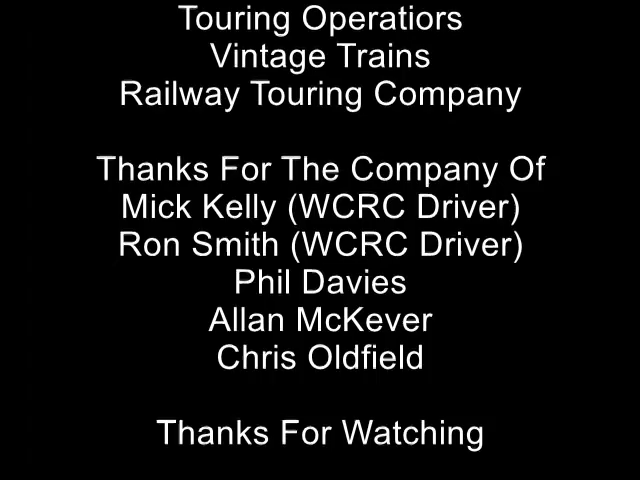 Touring Operatiors
Vintage Trains
Railway Touring Company
Thanks For The Company Of
Mick Kelly (WCRC Driver)
Ron Smith (WCRC Driver)
Phil Davies
Allan McKever
Chris Oldfield
Thanks For Watching